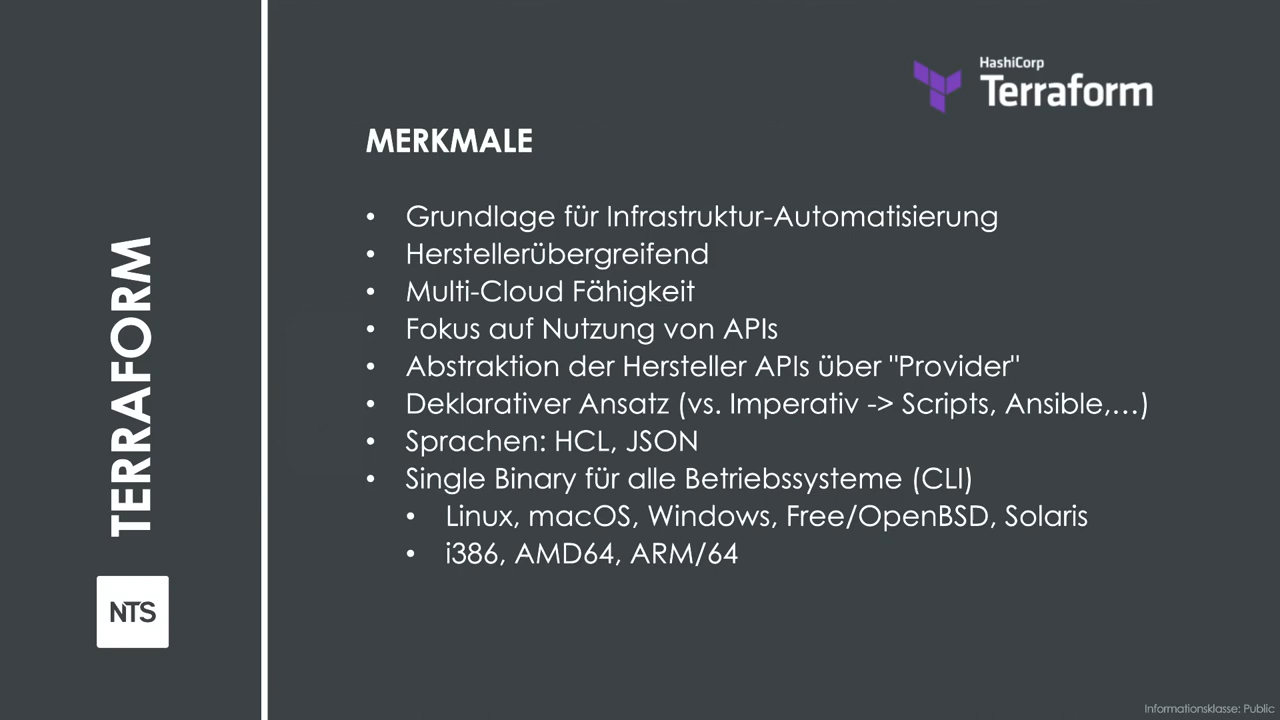 TERRAFORM
NTS
HashiCorp
Terraform
MERKMALE
• Grundlage für Infrastruktur-Automatisierung
• Herstellerübergreifend
• Multi-Cloud Fähigkeit
• Fokus auf Nutzung von APIs
• Abstraktion der Hersteller APIs über "Provider"
• Deklarativer Ansatz (vs. Imperativ -> Scripts, Ansible,...)
• Sprachen: HCL, JSON
• Single Binary für alle Betriebssysteme (CLI)
• Linux, macOS, Windows, Free/OpenBSD, Solaris
• i386, AMD64, ARM/64
Informationsklasse: Public